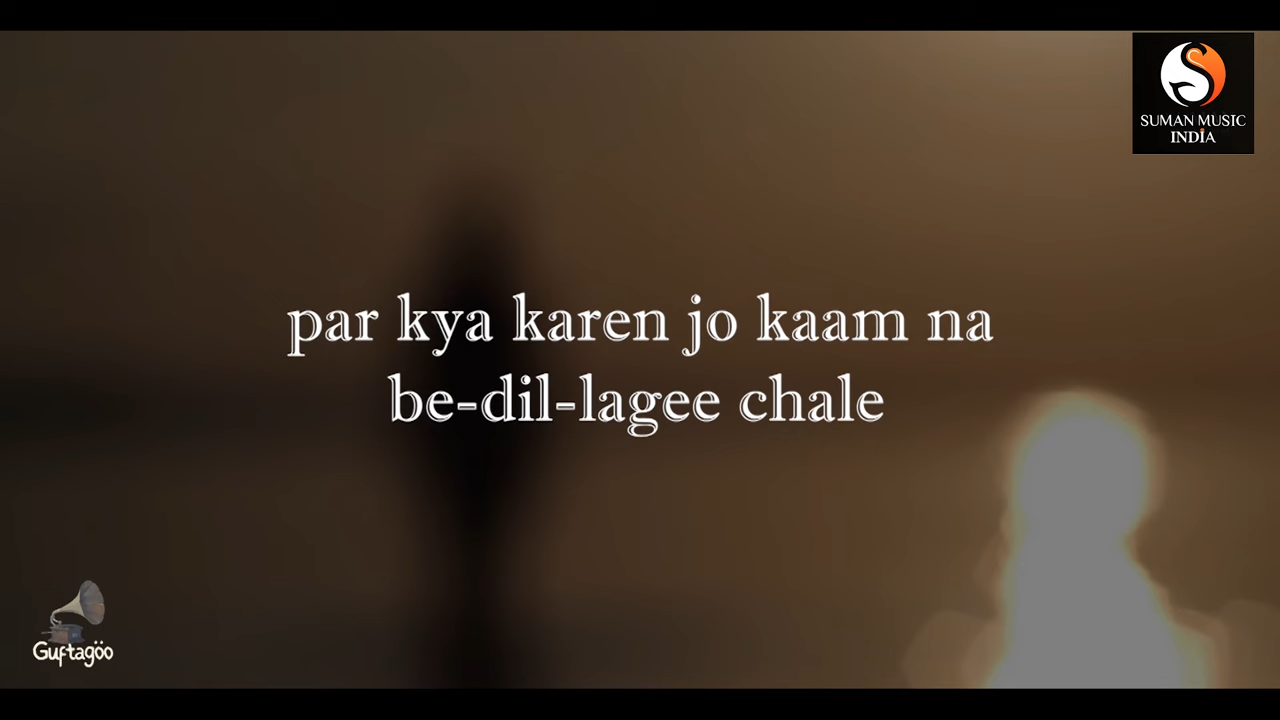 SUMAN MUSIC
INDIA
par kya karen jo kaam na
be-dil-lagee chale
Guftagöo